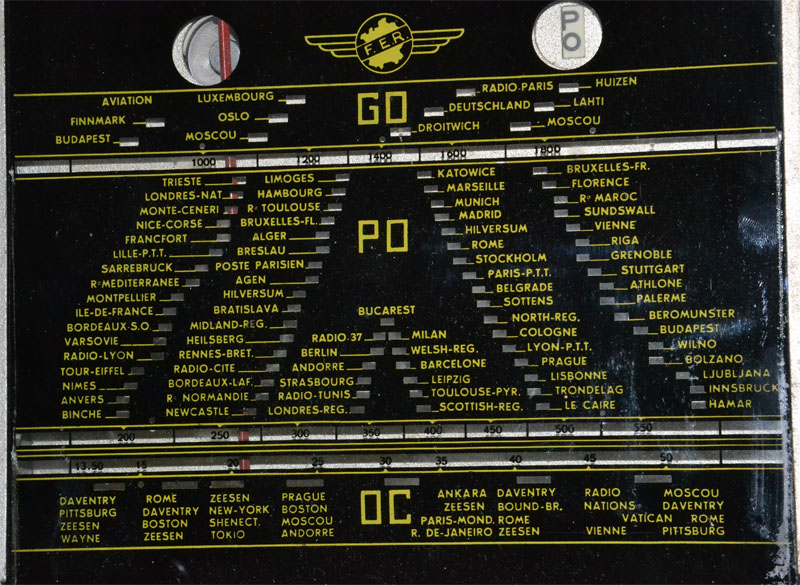 F.E.R.
PO
AVIATION LUXEMBOURG GO RADIO-PARIS HUIZEN
FINNMARK OSLO DEUTSCHLAND LAHTI
BUDAPEST MOSCOU DROITWICH MOSCOU
1000 1200 1400 1600 1800
TRIESTE LIMOGES KATOWICE BRUXELLES-FR.
LONDRES-NAT. HAMBOURG MARSEILLE FLORENCE
MONTE-CENERI Rº TOULOUSE MUNICH Rº MAROC
NICE-CORSE BRUXELLES-FL. MADRID SUNDSWALL
FRANCFORT ALGER PO HILVERSUM VIENNE
LILLE-P.T.T. BRESLAU ROME RIGA
SARREBRUCK POSTE PARISIEN STOCKHOLM GRENOBLE
Rº MEDITERRANEE AGEN PARIS-P.T.T. STUTTGART
MONTPELLIER HILVERSUM BELGRADE ATHLONE
ILE-DE-FRANCE BRATISLAVA BUCAREST SOTTENS PALERME
BORDEAUX-S.O. MIDLAND-REG. NORTH-REG. BEROMUNSTER
VARSOVIE HEILSBERG RADIO-37 MILAN COLOGNE BUDAPEST
RADIO-LYON RENNES-BRET. BERLIN WELSH-REG. LYON-P.T.T. WILNO
TOUR-EIFFEL RADIO-CITE ANDORRE BARCELONE PRAGUE BOLZANO
NIMES BORDEAUX-LAF. STRASBOURG LEIPZIG LISBONNE LJUBLJANA
ANVERS Rº NORMANDIE RADIO-TUNIS TOULOUSE-PYR. TRONDELAG INNSBRUCK
BINCHE NEWCASTLE LONDRES-REG. SCOTTISH-REG. LE CAIRE HAMAR
200 250 300 350 400 450 500 550
13.50 15 20 25 30 35 40 45 50
DAVENTRY ROME ZEESEN PRAGUE OC ANKARA DAVENTRY RADIO MOSCOU
PITTSBURG DAVENTRY NEW-YORK BOSTON ZEESEN BOUND-BR. NATIONS DAVENTRY
ZEESEN BOSTON SHENECT. MOSCOU PARIS-MOND. ROME VATICAN ROME
WAYNE ZEESEN TOKIO ANDORRE R. DE JANEIRO ZEESEN VIENNE PITTSBURG